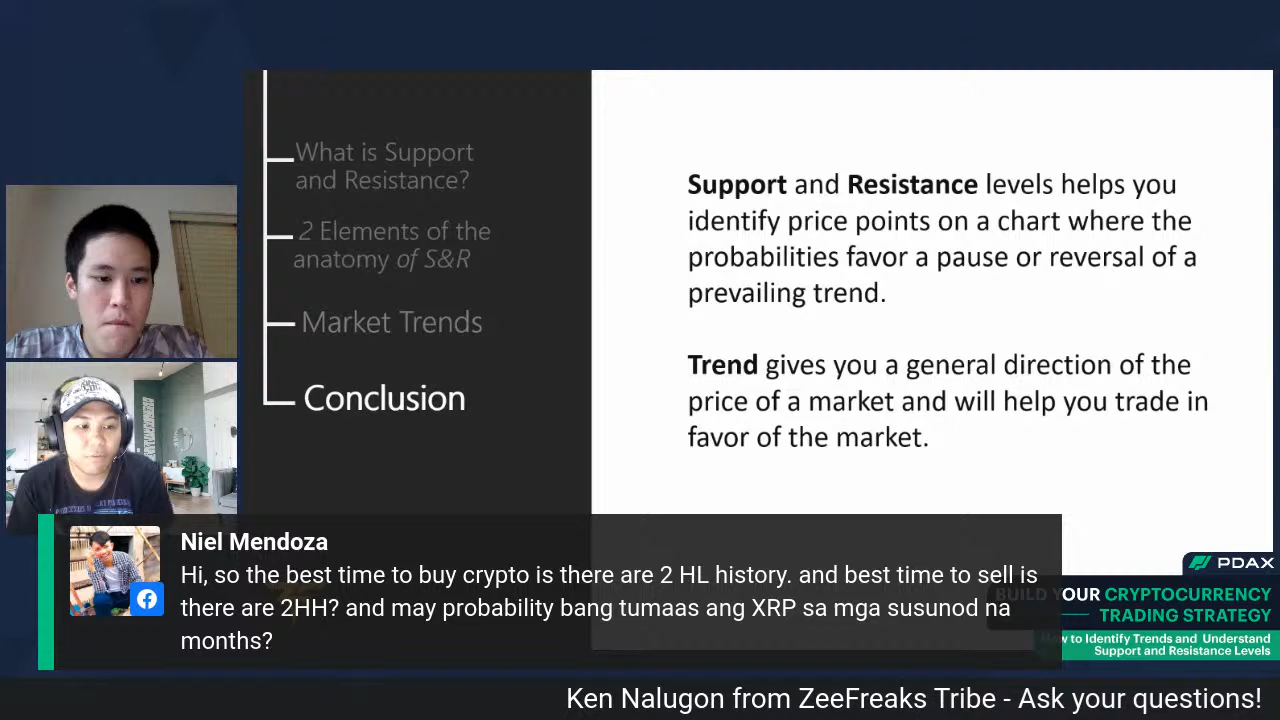 What is Support
and Resistance?
2 Elements of the
anatomy of S&R
Market Trends
Conclusion
Support and Resistance levels helps you
identify price points on a chart where the
probabilities favor a pause or reversal of a
prevailing trend.
Trend gives you a general direction of the
price of a market and will help you trade in
favor of the market.
Niel Mendoza
Hi, so the best time to buy crypto is there are 2 HL history. and best time to sell is
there are 2HH? and may probability bang tumaas ang XRP sa mga susunod na
months?
PDAX
BUILD YOUR CRYPTOCURRENCY
TRADING STRATEGY
to Identify Trends and Understand
Support and Resistance Levels
Ken Nalugon from ZeeFreaks Tribe - Ask your questions!